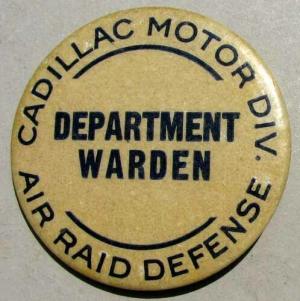 CADILLAC MOTOR DIV.
DEPARTMENT
WARDEN
AIR RAID DEFENSE